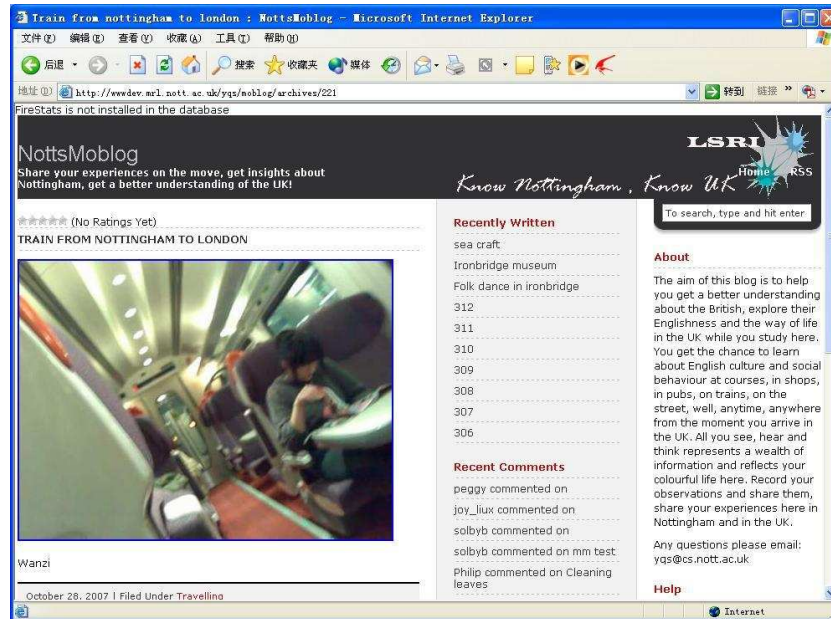 Train from nottingham to london : NottsMoblog - Microsoft Internet Explorer
文件(F) 编辑(E) 查看(V) 收藏(A) 工具(T) 帮助(H)
后退 搜索 收藏夹 媒体
地址(D) http://wwwdev.mrl.nott.ac.uk/yqs/moblog/archives/221 转到 链接 »
FireStats is not installed in the database
NottsMoblog
Share your experiences on the move, get insights about
Nottingham, get a better understanding of the UK!
Know Nottingham , Know UK
LSRI
Home RSS
To search, type and hit enter
(No Ratings Yet)
TRAIN FROM NOTTINGHAM TO LONDON
Wanzi
October 28, 2007 | Filed Under Travelling
Recently Written
sea craft
Ironbridge museum
Folk dance in ironbridge
312
311
310
309
308
307
306
Recent Comments
peggy commented on
joy_liux commented on
solbyb commented on
solbyb commented on mm test
Philip commented on Cleaning
leaves
About
The aim of this blog is to help
you get a better understanding
about the British, explore their
Englishness and the way of life
in the UK while you study here.
You get the chance to learn
about English culture and social
behaviour at courses, in shops,
in pubs, on trains, on the
street, well, anytime, anywhere
from the moment you arrive in
the UK. All you see, hear and
think represents a wealth of
information and reflects your
colourful life here. Record your
observations and share them,
share your experiences here in
Nottingham and in the UK.
Any questions please email:
yqs@cs.nott.ac.uk
Help
Internet